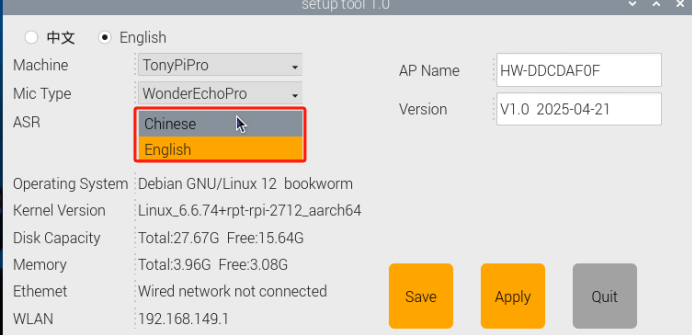 setup tool 1.0
中文 English
Machine TonyPiPro
AP Name HW-DDCDAF0F
Mic Type WonderEchoPro
Version V1.0 2025-04-21
ASR Chinese
English
Operating System Debian GNU/Linux 12 bookworm
Kernel Version Linux_6.6.74+rpt-rpi-2712_aarch64
Disk Capacity Total:27.67G Free:15.64G
Memory Total:3.96G Free:3.08G
Ethemet Wired network not connected
WLAN 192.168.149.1
Save Apply Quit